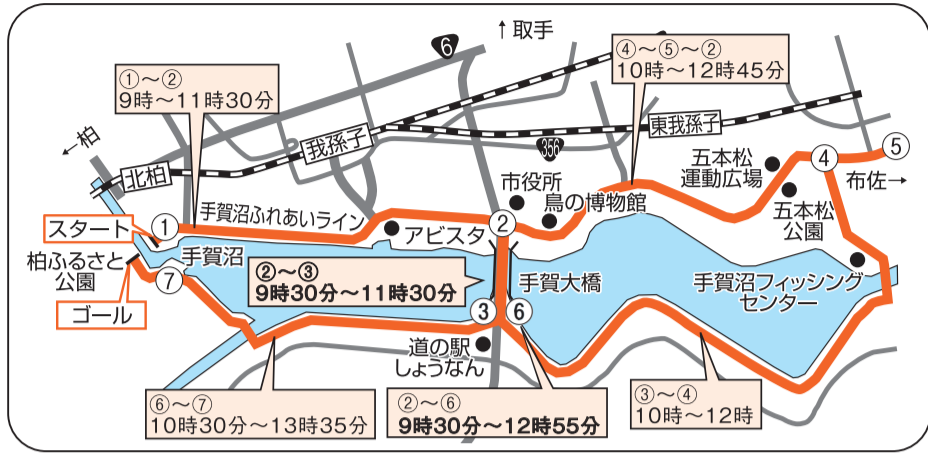 ↑取手
6
①～②
9時～11時30分
④～⑤～②
10時～12時45分
←柏
北柏
我孫子
東我孫子
356
五本松
運動広場
④
⑤
布佐→
市役所
鳥の博物館
五本松
公園
スタート
①
手賀沼ふれあいライン
アビスタ
②
柏ふるさと
公園
手賀沼
⑦
②～③
9時30分～11時30分
手賀大橋
手賀沼フィッシング
センター
ゴール
③
⑥
道の駅
しょうなん
⑥～⑦
10時30分～13時35分
②～⑥
9時30分～12時55分
③～④
10時～12時